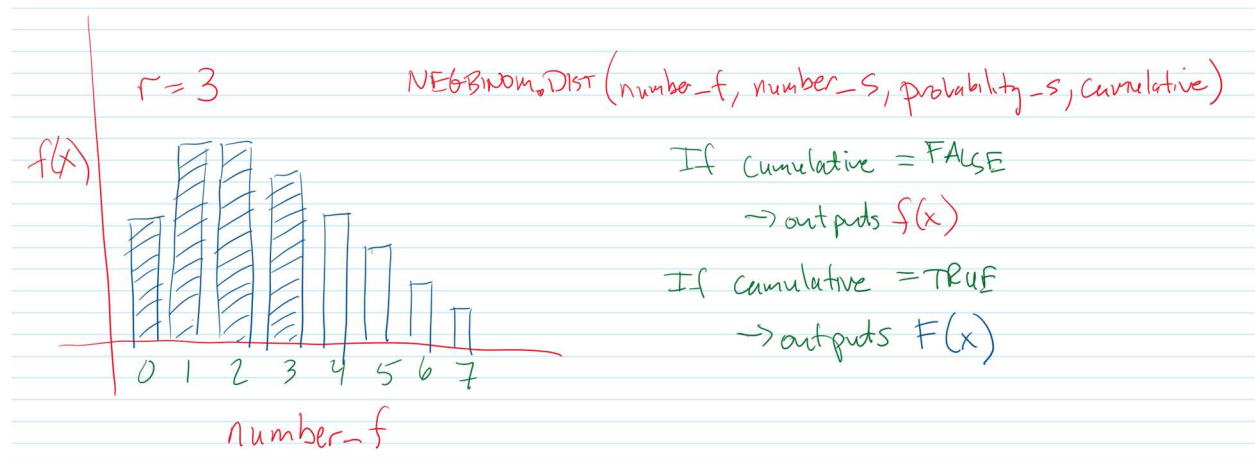 r = 3
NEGBINOM.DIST (number_f, number_s, probability_s, cumulative)
f(x)
If cumulative = FALSE
→ outputs f(x)
If cumulative = TRUE
→ outputs F(x)
0 1 2 3 4 5 6 7
number_f